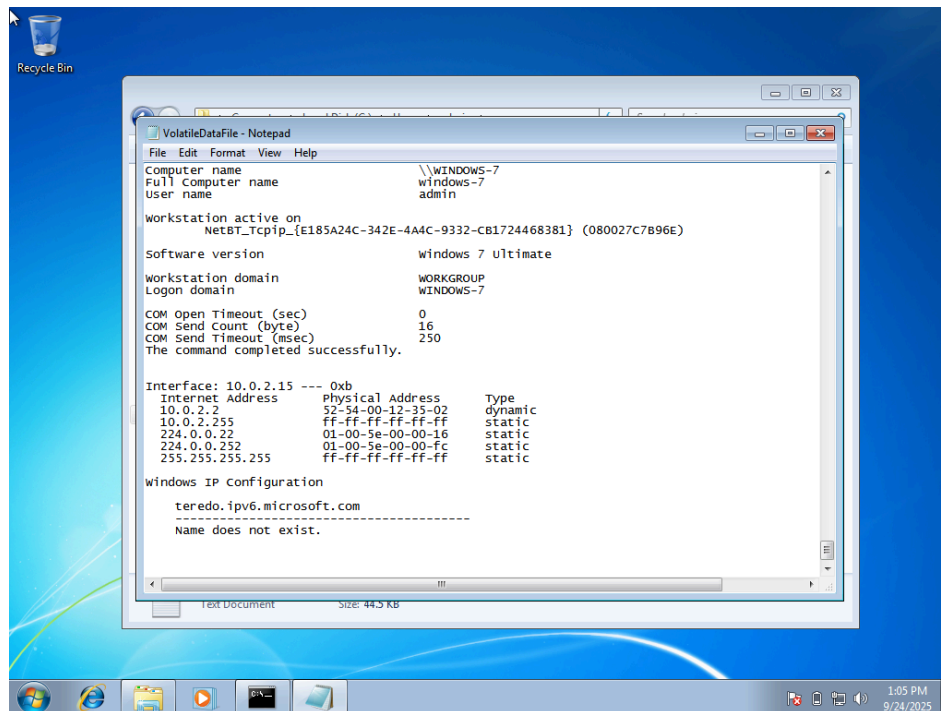 Recycle Bin
VolatileDataFile - Notepad
File Edit Format View Help
Computer name \\WINDOWS-7
Full Computer name windows-7
User name admin
Workstation active on
NetBT_Tcpip_{E185A24C-342E-4A4C-9332-CB1724468381} (080027C7B96E)
Software version Windows 7 Ultimate
Workstation domain WORKGROUP
Logon domain WINDOWS-7
COM Open Timeout (sec) 0
COM Send Count (byte) 16
COM Send Timeout (msec) 250
The command completed successfully.
Interface: 10.0.2.15 --- 0xb
Internet Address Physical Address Type
10.0.2.2 52-54-00-12-35-02 dynamic
10.0.2.255 ff-ff-ff-ff-ff-ff static
224.0.0.22 01-00-5e-00-00-16 static
224.0.0.252 01-00-5e-00-00-fc static
255.255.255.255 ff-ff-ff-ff-ff-ff static
Windows IP Configuration
teredo.ipv6.microsoft.com
----------------------------------------
Name does not exist.
Text Document Size: 44.5 KB
1:05 PM
9/24/2025